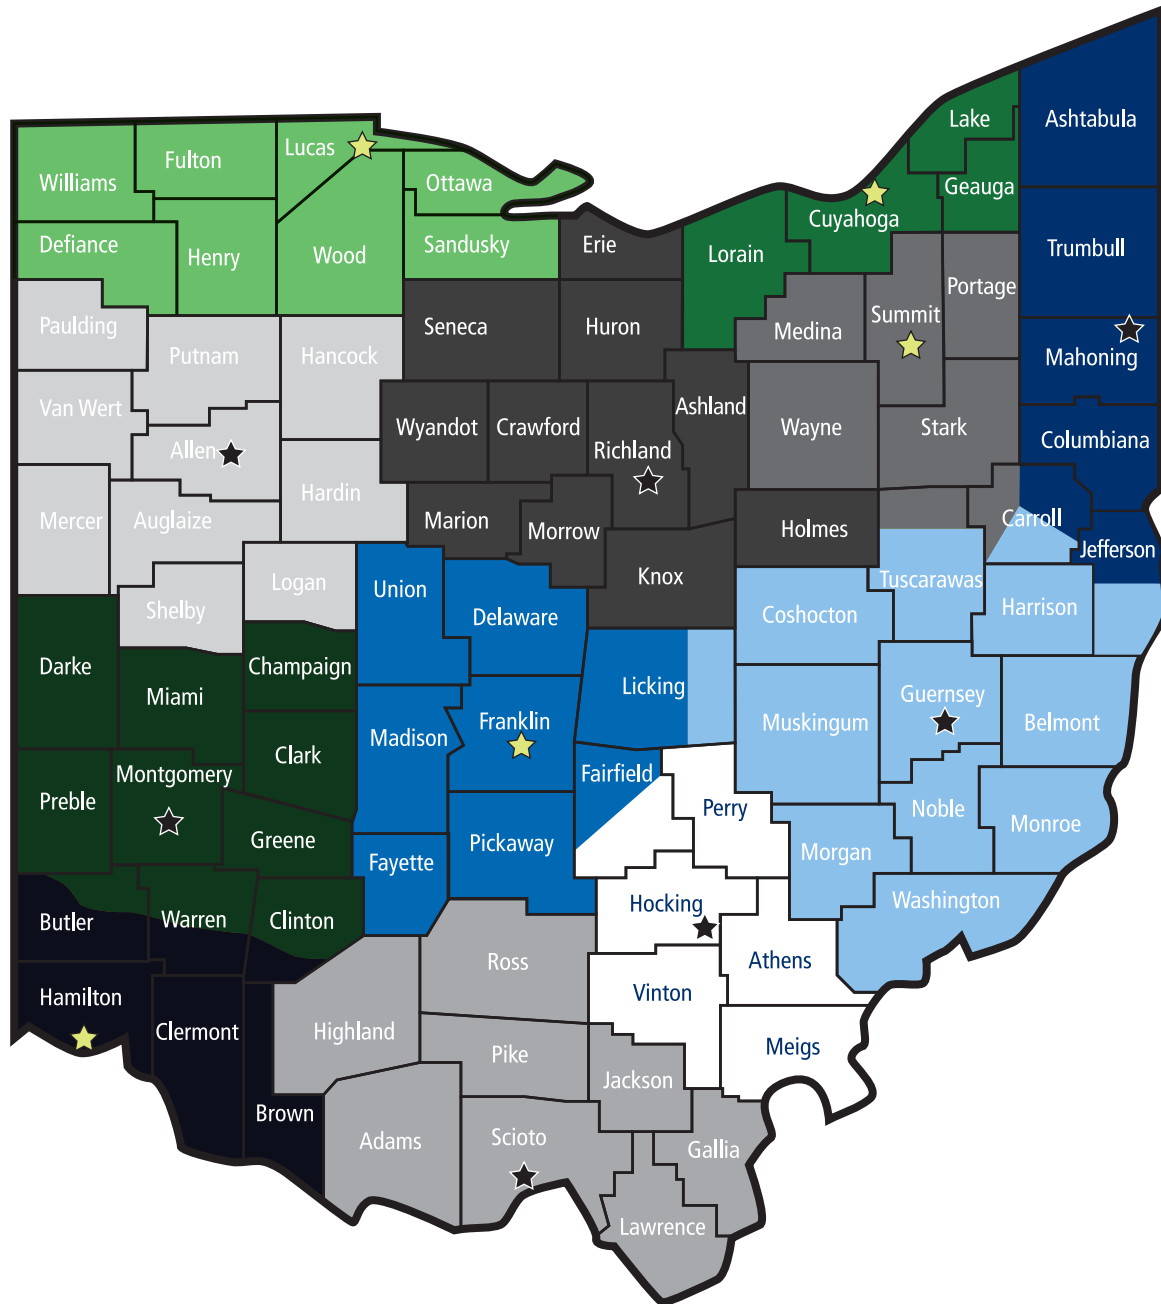 Lake
Ashtabula
Lucas
Fulton
Williams
Ottawa
Geauga
Cuyahoga
Defiance
Henry
Wood
Sandusky
Erie
Lorain
Trumbull
Portage
Paulding
Putnam
Hancock
Seneca
Huron
Medina
Summit
Mahoning
Van Wert
Allen
Wyandot
Crawford
Ashland
Richland
Wayne
Stark
Columbiana
Mercer
Auglaize
Hardin
Marion
Morrow
Holmes
Carroll
Jefferson
Shelby
Logan
Union
Delaware
Knox
Coshocton
Tuscarawas
Harrison
Darke
Miami
Champaign
Licking
Guernsey
Belmont
Madison
Franklin
Muskingum
Clark
Montgomery
Preble
Fairfield
Perry
Noble
Monroe
Greene
Fayette
Pickaway
Morgan
Butler
Warren
Clinton
Hocking
Washington
Ross
Athens
Hamilton
Clermont
Highland
Vinton
Pike
Jackson
Meigs
Brown
Adams
Scioto
Gallia
Lawrence